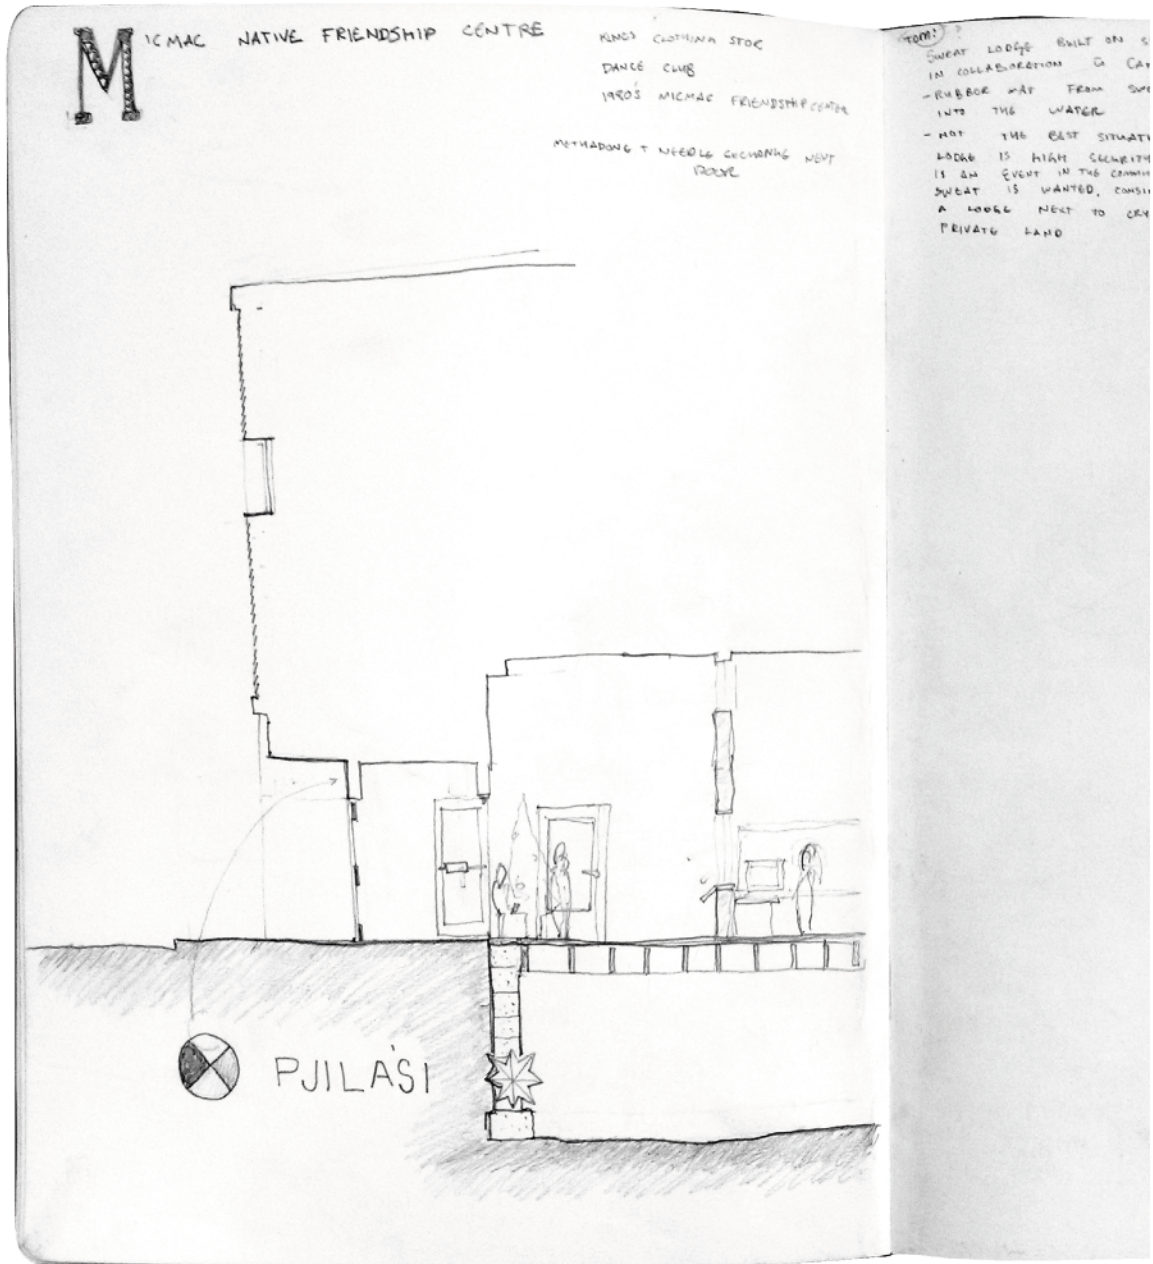 MICMAC NATIVE FRIENDSHIP CENTRE
KINGS CLOTHING STOR
DANCE CLUB
1980'S MICMAC FRIENDSHIP CENTER
METHADONE + NEEDLE EXCHANGE NEXT
DOOR
PJILA'SI
TOM:
SWEAT LODGE BUILT ON
IN COLLABORATION
- RUBBOR MAT FROM
INTO THE WATER
- NOT THE BEST
LODGE IS HIGH
IS AN EVENT IN THE
SWEAT IS WANTED,
A LODGE NEXT TO
PRIVATE LAND